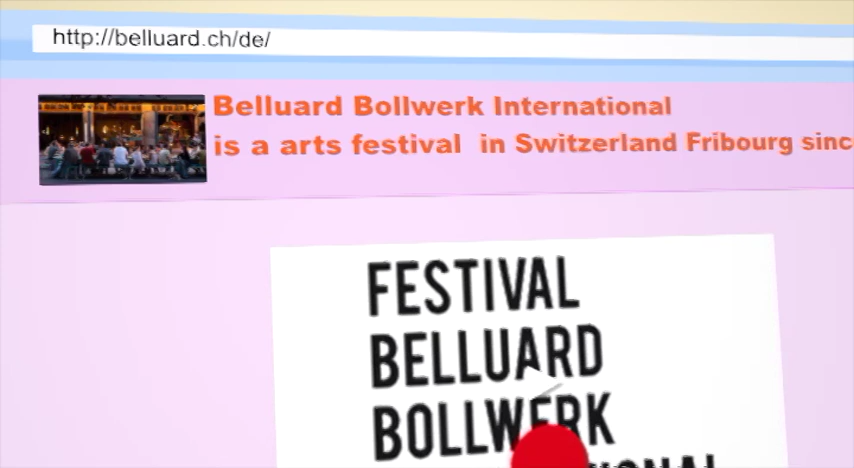 http://belluard.ch/de/
Belluard Bollwerk International
is a arts festival in Switzerland Fribourg
FESTIVAL
BELLUARD
BOLLWERK